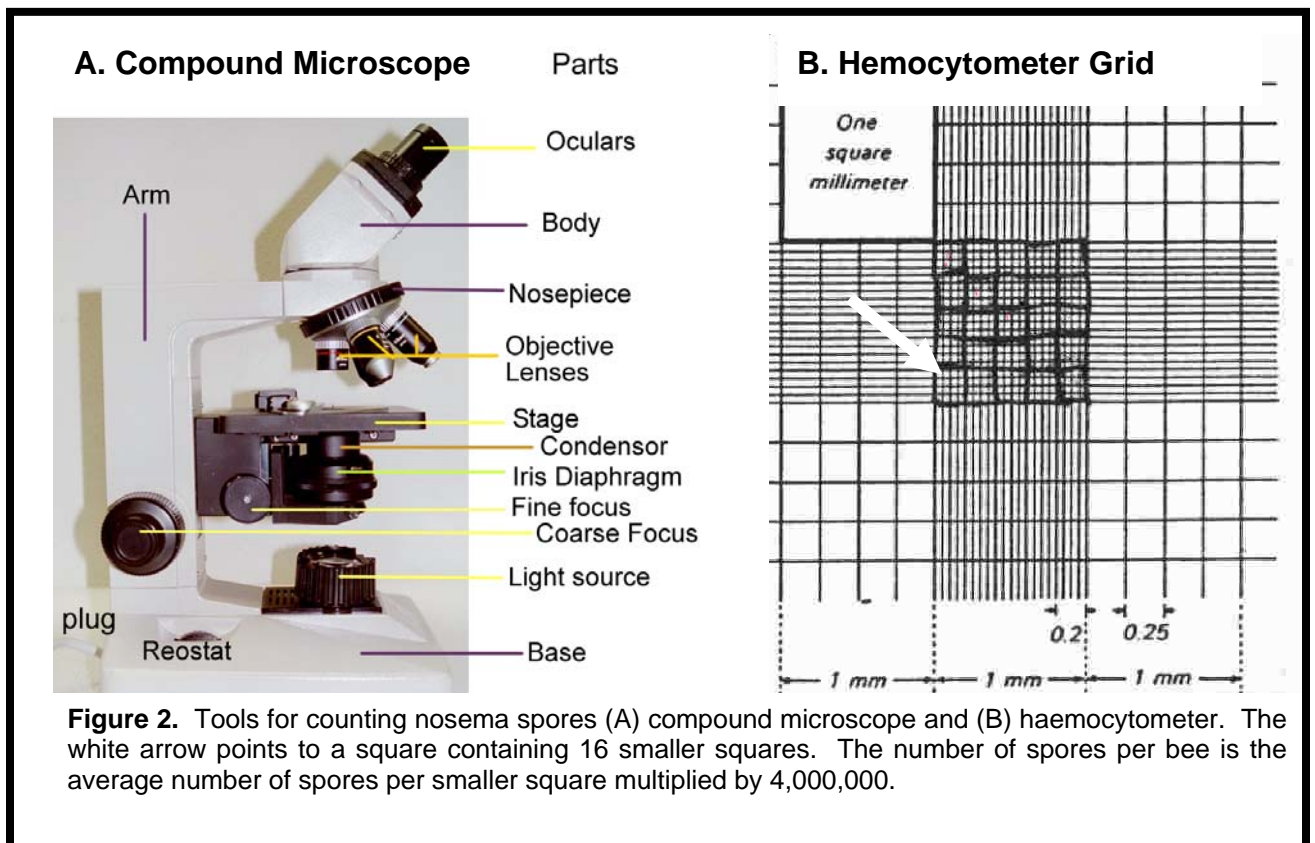 A. Compound Microscope
Parts
B. Hemocytometer Grid
Oculars
Arm
Body
Nosepiece
Objective
Lenses
Stage
Condensor
Iris Diaphragm
Fine focus
Coarse Focus
Light source
plug
Reostat
Base
One
square
millimeter
0.2
0.25
1 mm
1 mm
1 mm
Figure 2. Tools for counting nosema spores (A) compound microscope and (B) haemocytometer. The
white arrow points to a square containing 16 smaller squares. The number of spores per bee is the
average number of spores per smaller square multiplied by 4,000,000.